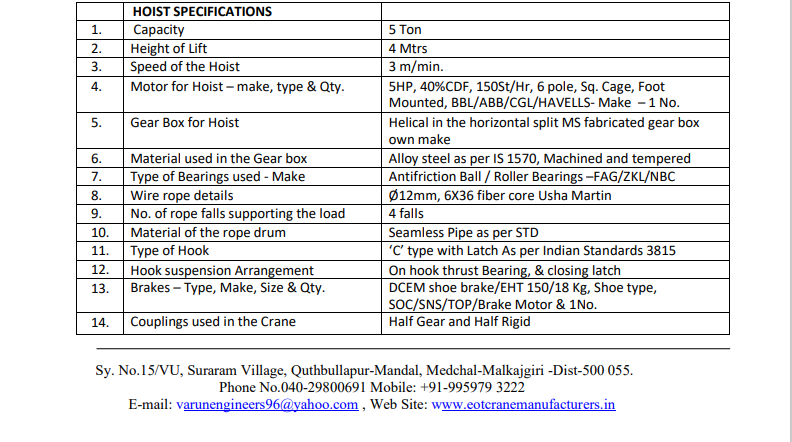 HOIST SPECIFICATIONS
1. Capacity 5 Ton
2. Height of Lift 4 Mtrs
3. Speed of the Hoist 3 m/min.
4. Motor for Hoist – make, type & Qty. 5HP, 40%CDF, 150St/Hr, 6 pole, Sq. Cage, Foot
Mounted, BBL/ABB/CGL/HAVELLS- Make – 1 No.
5. Gear Box for Hoist Helical in the horizontal split MS fabricated gear box
own make
6. Material used in the Gear box Alloy steel as per IS 1570, Machined and tempered
7. Type of Bearings used - Make Antifriction Ball / Roller Bearings –FAG/ZKL/NBC
8. Wire rope details Ø12mm, 6X36 fiber core Usha Martin
9. No. of rope falls supporting the load 4 falls
10. Material of the rope drum Seamless Pipe as per STD
11. Type of Hook ‘C’ type with Latch As per Indian Standards 3815
12. Hook suspension Arrangement On hook thrust Bearing, & closing latch
13. Brakes – Type, Make, Size & Qty. DCEM shoe brake/EHT 150/18 Kg, Shoe type,
SOC/SNS/TOP/Brake Motor & 1No.
14. Couplings used in the Crane Half Gear and Half Rigid
Sy. No.15/VU, Suraram Village, Quthbullapur-Mandal, Medchal-Malkajgiri -Dist-500 055.
Phone No.040-29800691 Mobile: +91-995979 3222
E-mail: varunengineers96@yahoo.com , Web Site: www.eotcranemanufacturers.in